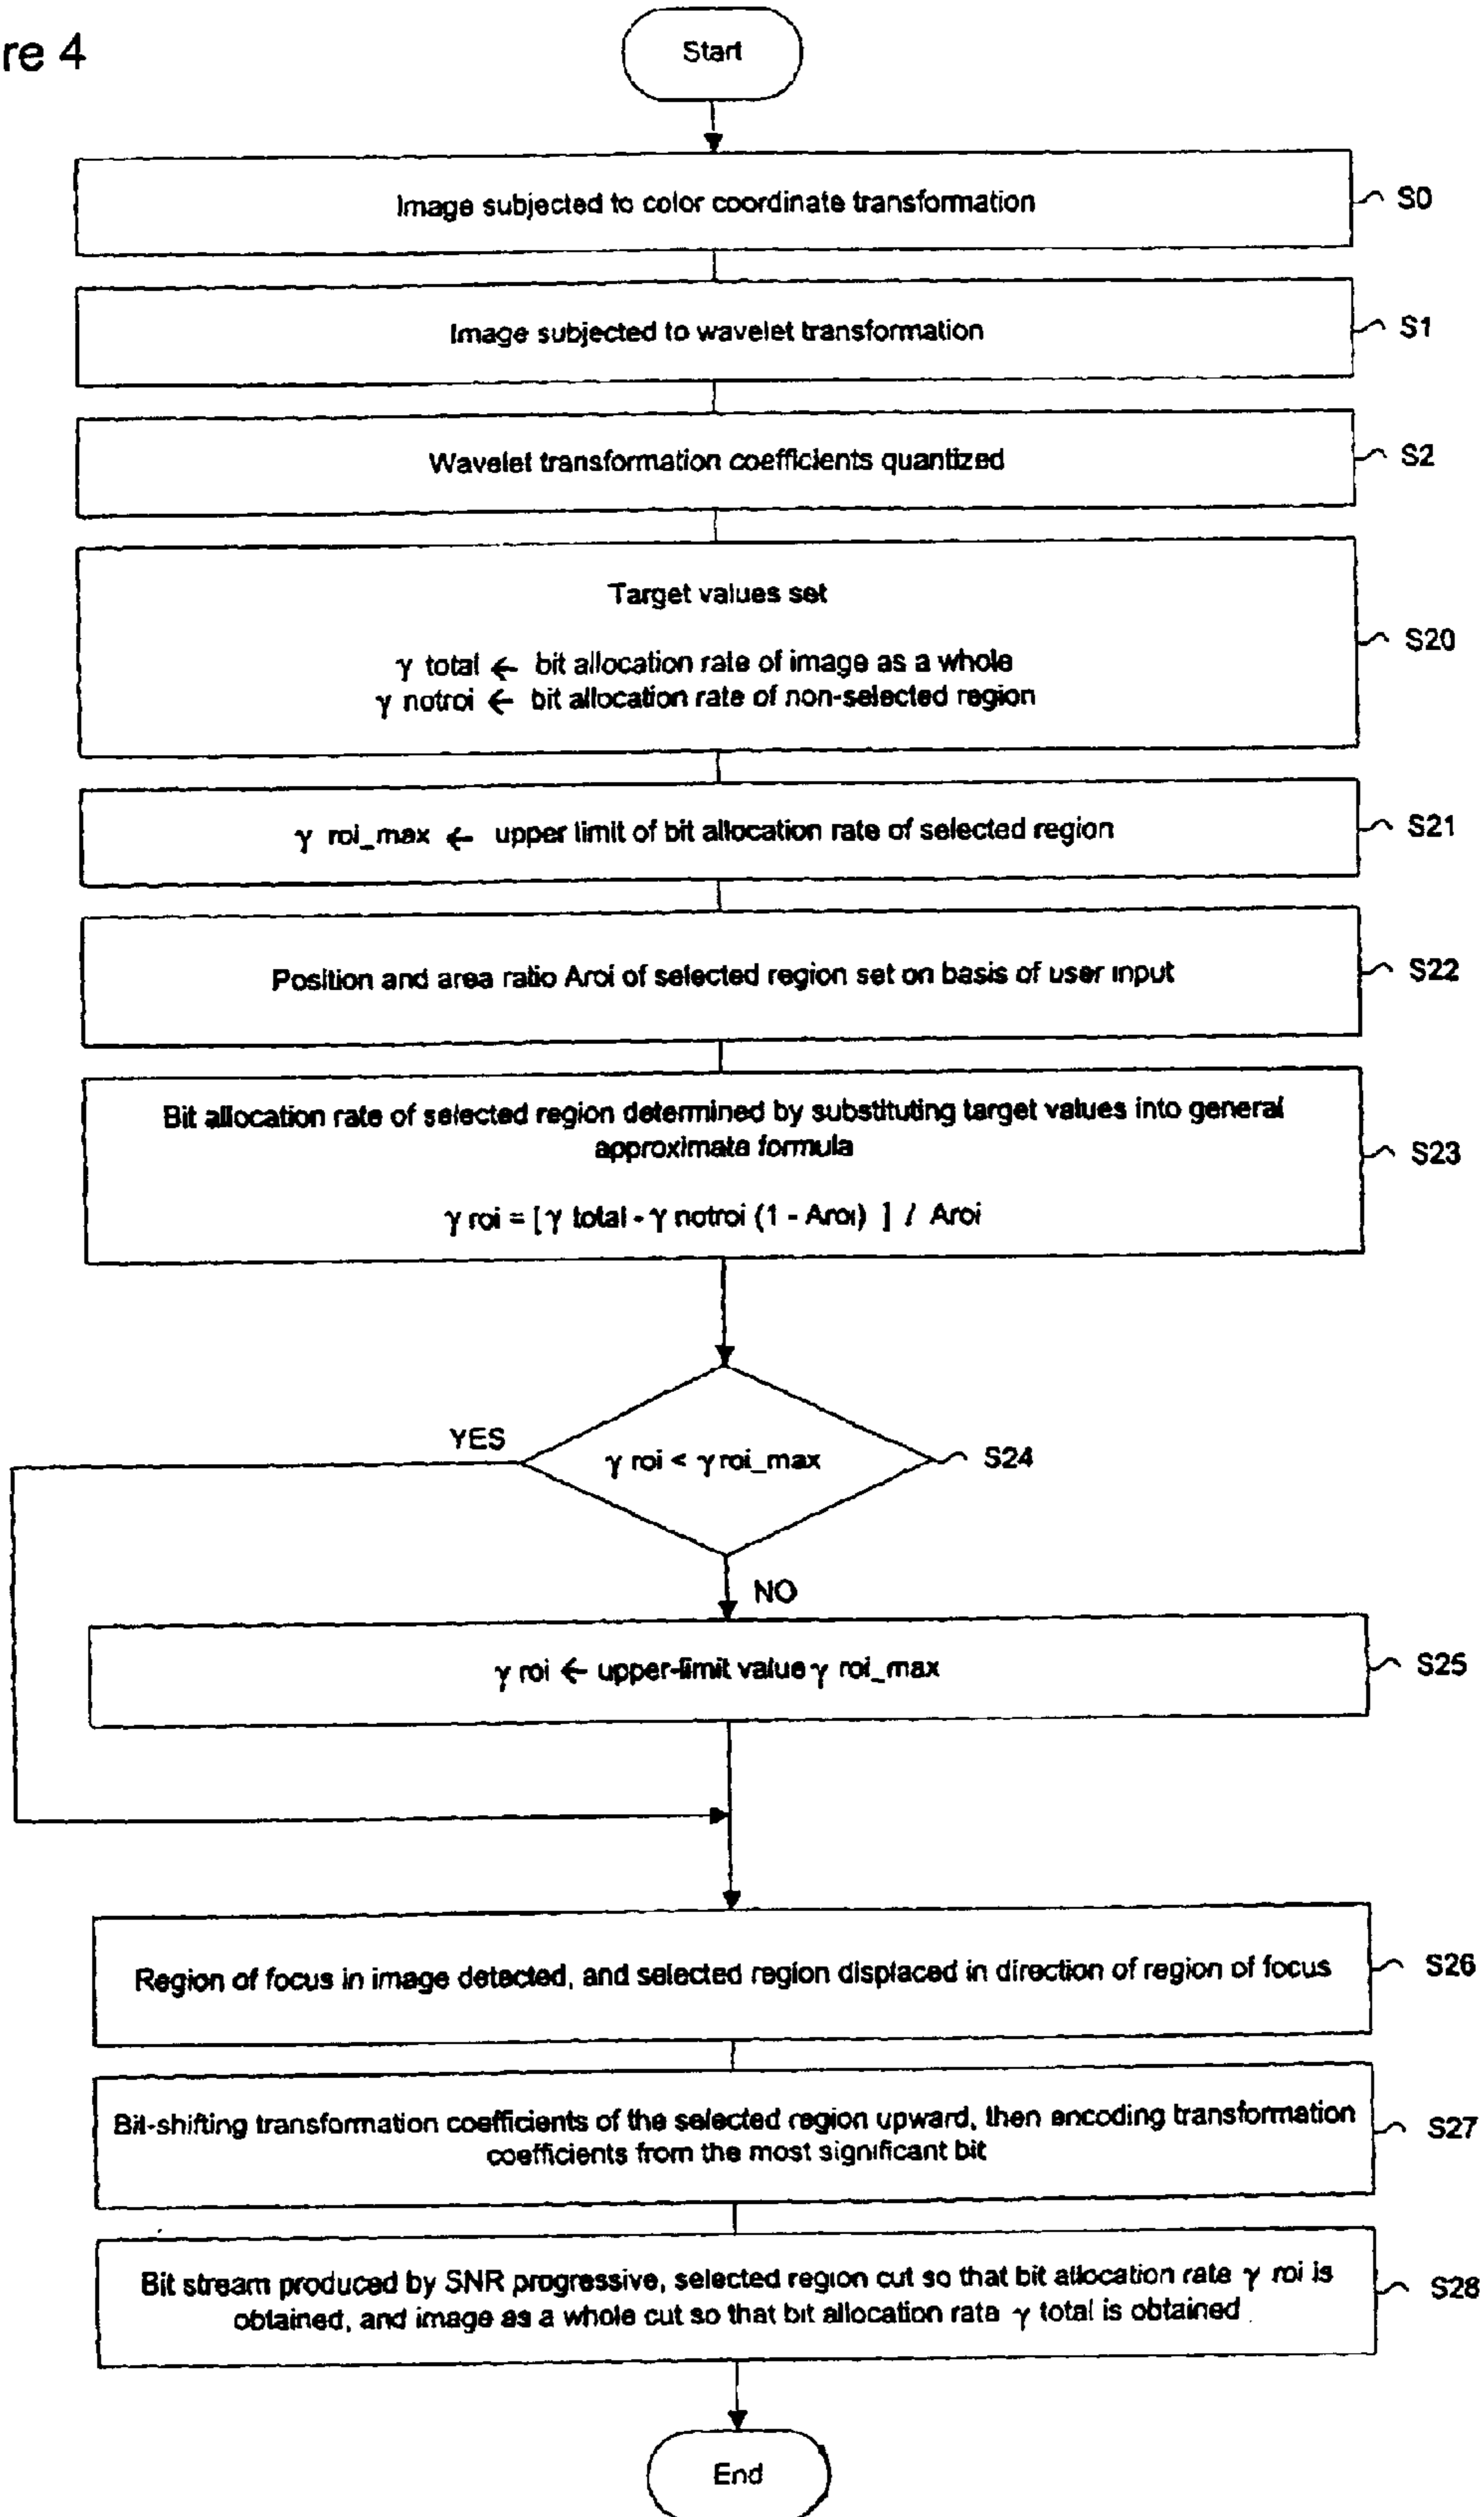 re 4
Start
Image subjected to color coordinate transformation
S0
Image subjected to wavelet transformation
S1
Wavelet transformation coefficients quantized
S2
Target values set
γ total ← bit allocation rate of image as a whole
γ notroi ← bit allocation rate of non-selected region
S20
γ roi_max ← upper limit of bit allocation rate of selected region
S21
Position and area ratio Aroi of selected region set on basis of user input
S22
Bit allocation rate of selected region determined by substituting target values into general
approximate formula
γ roi = [ γ total - γ notroi (1 - Aroi) ] / Aroi
S23
YES
γ roi < γ roi_max
S24
NO
γ roi ← upper-limit value γ roi_max
S25
Region of focus in image detected, and selected region displaced in direction of region of focus
S26
Bit-shifting transformation coefficients of the selected region upward, then encoding transformation
coefficients from the most significant bit
S27
Bit stream produced by SNR progressive, selected region cut so that bit allocation rate γ roi is
obtained, and image as a whole cut so that bit allocation rate γ total is obtained
S28
End